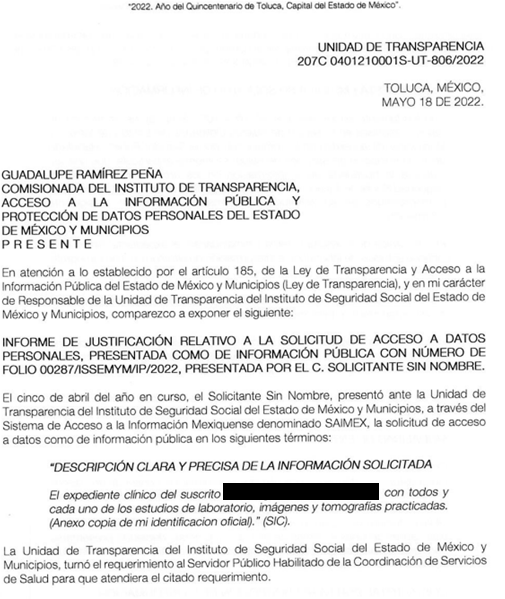 "2022. Año del Quincentenario de Toluca, Capital del Estado de México".
UNIDAD DE TRANSPARENCIA
207C 0401210001S-UT-806/2022
TOLUCA, MÉXICO,
MAYO 18 DE 2022.
GUADALUPE RAMÍREZ PEÑA
COMISIONADA DEL INSTITUTO DE TRANSPARENCIA,
ACCESO A LA INFORMACIÓN PÚBLICA Y
PROTECCIÓN DE DATOS PERSONALES DEL ESTADO
DE MÉXICO Y MUNICIPIOS
P R E S E N T E
En atención a lo establecido por el artículo 185, de la Ley de Transparencia y Acceso a la
Información Pública del Estado de México y Municipios (Ley de Transparencia), y en mi carácter
de Responsable de la Unidad de Transparencia del Instituto de Seguridad Social del Estado de
México y Municipios, comparezco a exponer el siguiente:
INFORME DE JUSTIFICACIÓN RELATIVO A LA SOLICITUD DE ACCESO A DATOS
PERSONALES, PRESENTADA COMO DE INFORMACIÓN PÚBLICA CON NÚMERO DE
FOLIO 00287/ISSEMYM/IP/2022, PRESENTADA POR EL C. SOLICITANTE SIN NOMBRE.
El cinco de abril del año en curso, el Solicitante Sin Nombre, presentó ante la Unidad de
Transparencia del Instituto de Seguridad Social del Estado de México y Municipios, a través del
Sistema de Acceso a la Información Mexiquense denominado SAIMEX, la solicitud de acceso
a datos como de información pública en los siguientes términos:
"DESCRIPCIÓN CLARA Y PRECISA DE LA INFORMACIÓN SOLICITADA
El expediente clínico del suscrito con todos y
cada uno de los estudios de laboratorio, imágenes y tomografías practicadas.
(Anexo copia de mi identificacion oficial)." (SIC).
La Unidad de Transparencia del Instituto de Seguridad Social del Estado de México y
Municipios, turnó el requerimiento al Servidor Público Habilitado de la Coordinación de Servicios
de Salud para que atendiera el citado requerimiento.